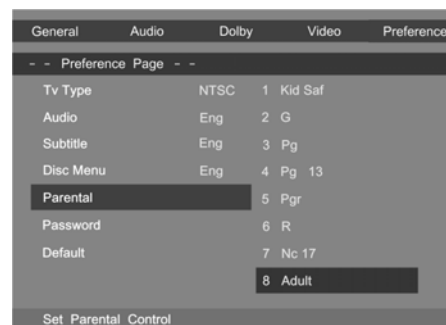 General Audio Dolby Video Preference
- - Preference Page - -
Tv Type NTSC 1 Kid Saf
Audio Eng 2 G
Subtitle Eng 3 Pg
Disc Menu Eng 4 Pg 13
Parental 5 Pgr
Password 6 R
Default 7 Nc 17
8 Adult
Set Parental Control